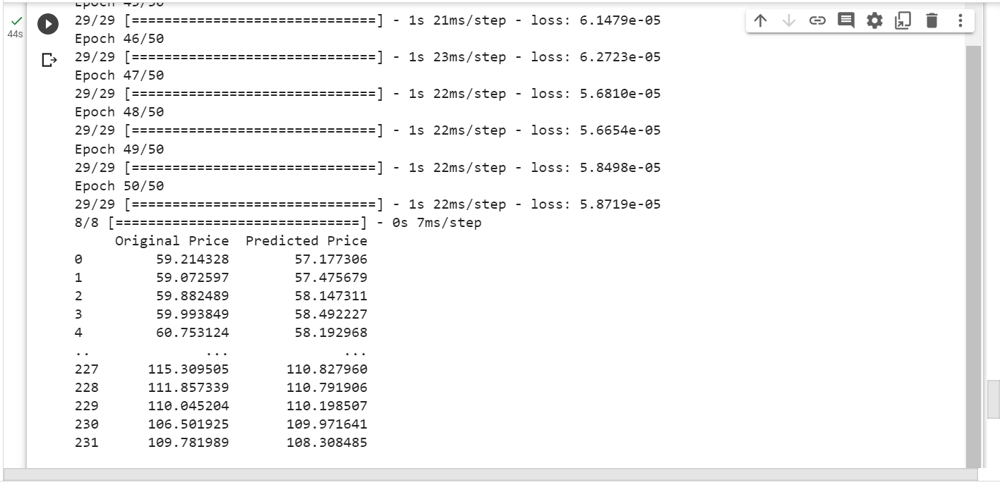 Epoch 45/50
44s
29/29 [==============================] - 1s 21ms/step - loss: 6.1479e-05
Epoch 46/50
29/29 [==============================] - 1s 23ms/step - loss: 6.2723e-05
Epoch 47/50
29/29 [==============================] - 1s 22ms/step - loss: 5.6810e-05
Epoch 48/50
29/29 [==============================] - 1s 22ms/step - loss: 5.6654e-05
Epoch 49/50
29/29 [==============================] - 1s 22ms/step - loss: 5.8498e-05
Epoch 50/50
29/29 [==============================] - 1s 22ms/step - loss: 5.8719e-05
8/8 [==============================] - 0s 7ms/step
     Original Price  Predicted Price
0         59.214328        57.177306
1         59.072597        57.475679
2         59.882489        58.147311
3         59.993849        58.492227
4         60.753124        58.192968
..              ...              ...
227      115.309505       110.827960
228      111.857339       110.791906
229      110.045204       110.198507
230      106.501925       109.971641
231      109.781989       108.308485